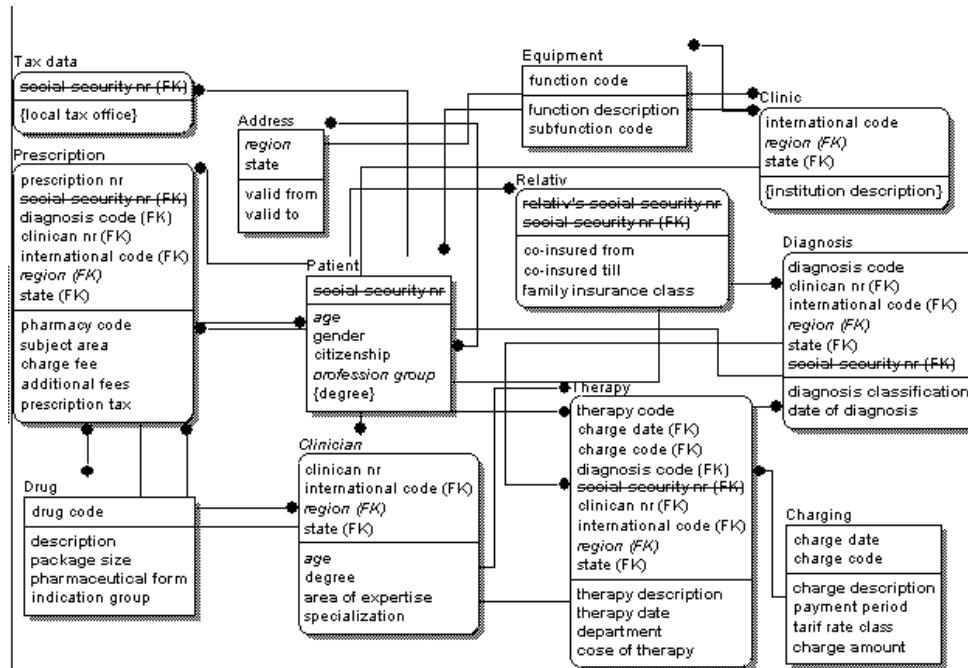 Tax data
social security nr (FK)
{local tax office}
Equipment
function code
function description
subfunction code
Clinic
international code
region (FK)
state (FK)
{institution description}
Address
region
state
valid from
valid to
Prescription
prescription nr
social security nr (FK)
diagnosis code (FK)
clinican nr (FK)
international code (FK)
region (FK)
state (FK)
pharmacy code
subject area
charge fee
additional fees
prescription tax
Relativ
relativ's social security nr
social security nr (FK)
co-insured from
co-insured till
family insurance class
Patient
social security nr
age
gender
citizenship
profession group
{degree}
Diagnosis
diagnosis code
clinican nr (FK)
international code (FK)
region (FK)
state (FK)
social security nr (FK)
diagnosis classification
date of diagnosis
Therapy
therapy code
charge date (FK)
charge code (FK)
diagnosis code (FK)
social security nr (FK)
clinican nr (FK)
international code (FK)
region (FK)
state (FK)
therapy description
therapy date
department
cose of therapy
Clinician
clinican nr
international code (FK)
region (FK)
state (FK)
age
degree
area of expertise
specialization
Drug
drug code
description
package size
pharmaceutical form
indication group
Charging
charge date
charge code
charge description
payment period
tarif rate class
charge amount